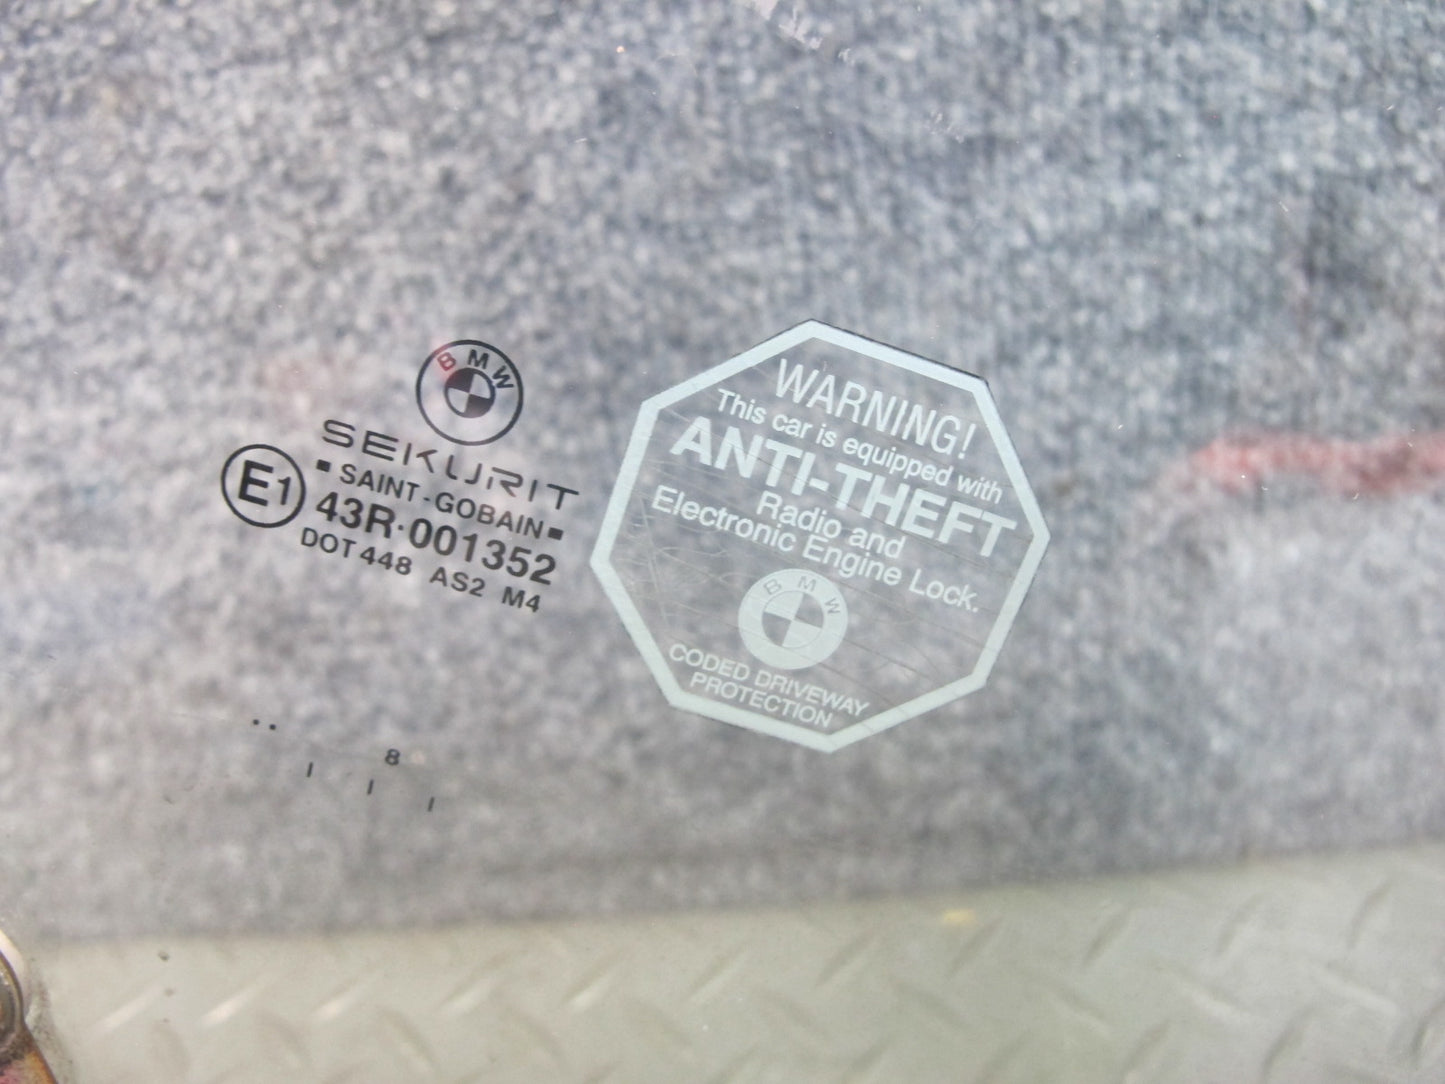 BMW
SEKURIT
SAINT-GOBAIN
E1
43R-001352
DOT 448 AS2 M4
8
WARNING!
This car is equipped with
ANTI-THEFT
Radio and
Electronic Engine Lock.
BMW
CODED DRIVEWAY
PROTECTION